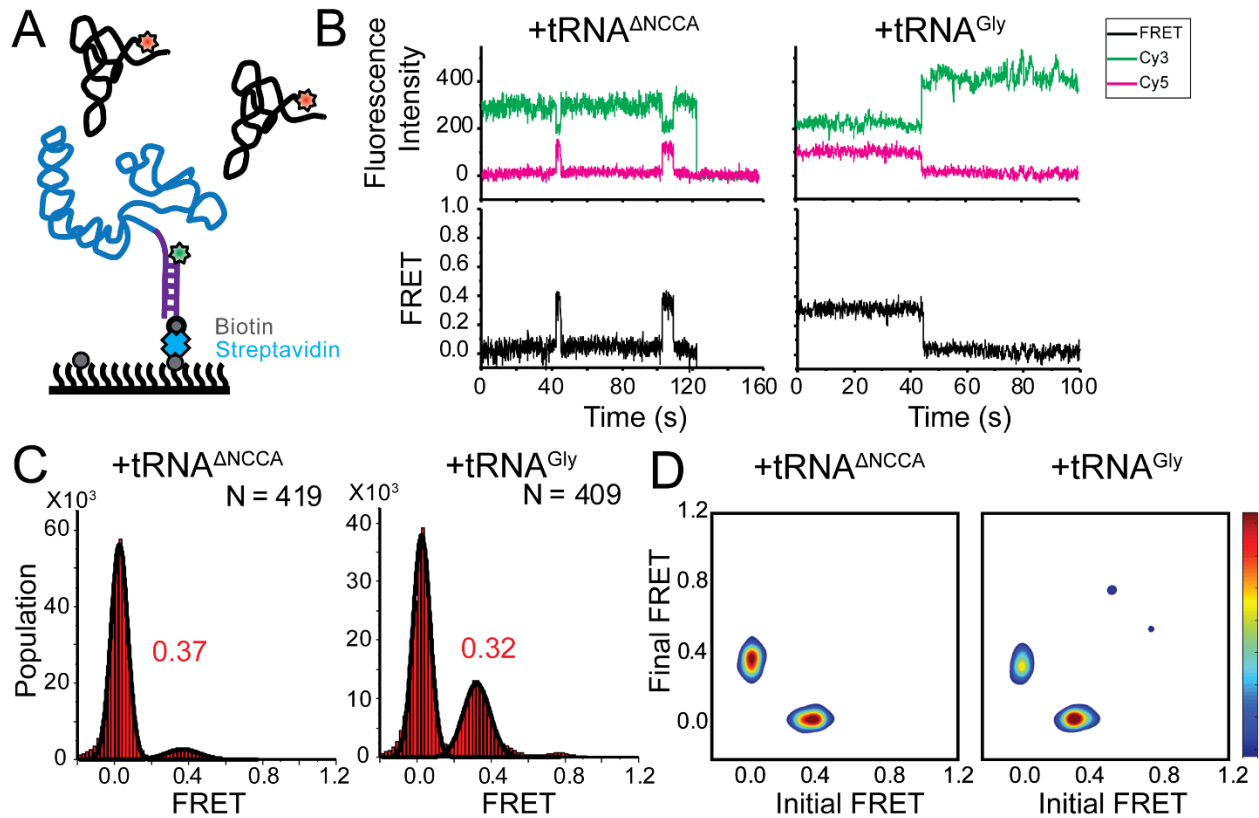 A
Biotin
Streptavidin
B
+tRNA^ΔNCCA
+tRNA^Gly
FRET
Cy3
Cy5
Fluorescence
Intensity
400
200
0
FRET
1.0
0.8
0.6
0.4
0.2
0.0
0 40 80 120 160
0 20 40 60 80 100
Time (s)
Time (s)
C
+tRNA^ΔNCCA
+tRNA^Gly
X10³
N = 419
X10³
N = 409
Population
60
40
20
0
0.37
40
30
20
10
0
0.32
0.0 0.4 0.8 1.2
0.0 0.4 0.8 1.2
FRET
FRET
D
+tRNA^ΔNCCA
+tRNA^Gly
Final FRET
1.2
0.8
0.4
0.0
0.0 0.4 0.8 1.2
0.0 0.4 0.8 1.2
Initial FRET
Initial FRET